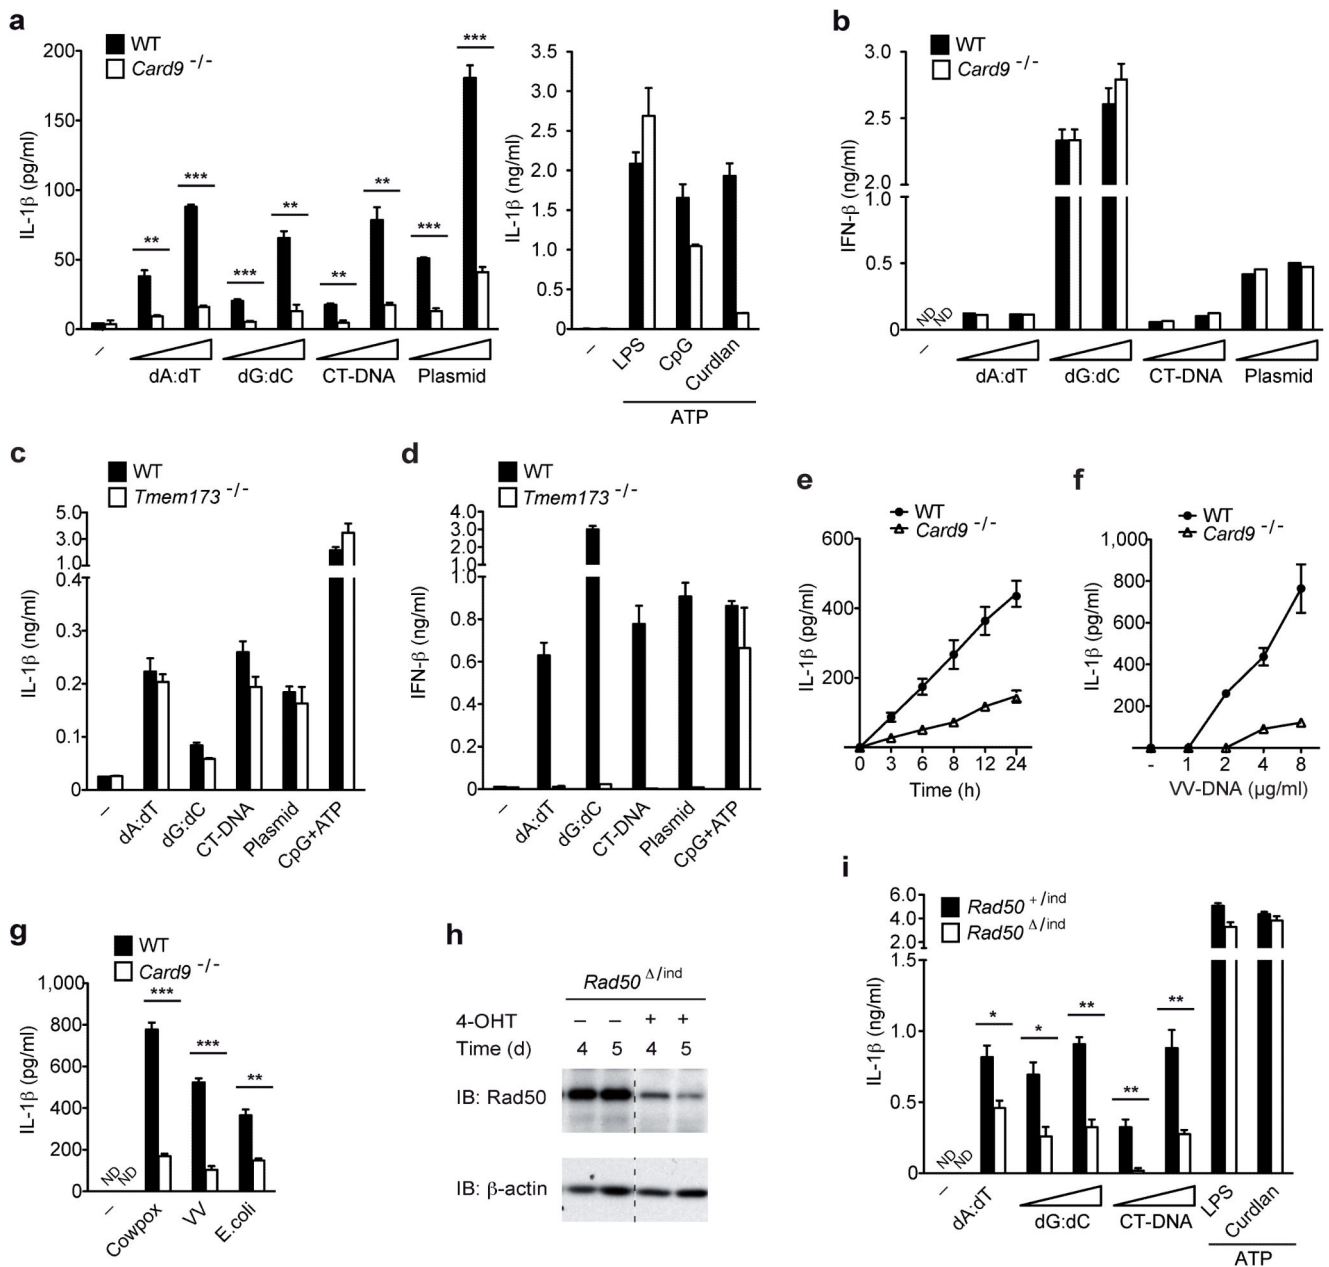 a
WT
Card9 -/-
IL-1β (pg/ml)
200
150
100
50
0
** *** *** ** ** ** *** ***
– dA:dT dG:dC CT-DNA Plasmid
IL-1β (ng/ml)
3.5
3.0
2.5
2.0
1.5
1.0
0.5
0
– LPS CpG Curdlan
ATP
b
WT
Card9 -/-
IFN-β (ng/ml)
3.0
2.5
2.0
1.0
0.5
0
ND ND
– dA:dT dG:dC CT-DNA Plasmid
c
WT
Tmem173 -/-
IL-1β (ng/ml)
5.0
3.0
1.0
0.4
0.3
0.2
0.1
0
– dA:dT dG:dC CT-DNA Plasmid CpG+ATP
d
WT
Tmem173 -/-
IFN-β (ng/ml)
4.0
3.0
2.0
1.0
1.0
0.8
0.6
0.4
0.2
0
– dA:dT dG:dC CT-DNA Plasmid CpG+ATP
e
WT
Card9 -/-
IL-1β (pg/ml)
600
400
200
0 3 6 8 12 24
Time (h)
f
WT
Card9 -/-
IL-1β (pg/ml)
1,000
800
600
400
200
- 1 2 4 8
VV-DNA (μg/ml)
g
WT
Card9 -/-
IL-1β (pg/ml)
1,000
800
600
400
200
0
*** *** **
ND ND
– Cowpox VV E.coli
h
Rad50 Δ/ind
4-OHT – – + +
Time (d) 4 5 4 5
IB: Rad50
IB: β-actin
i
Rad50 +/ind
Rad50 Δ/ind
IL-1β (ng/ml)
6.0
4.0
2.0
1.5
1.0
0.5
0
* * ** ** **
ND ND
– dA:dT dG:dC CT-DNA LPS Curdlan
ATP